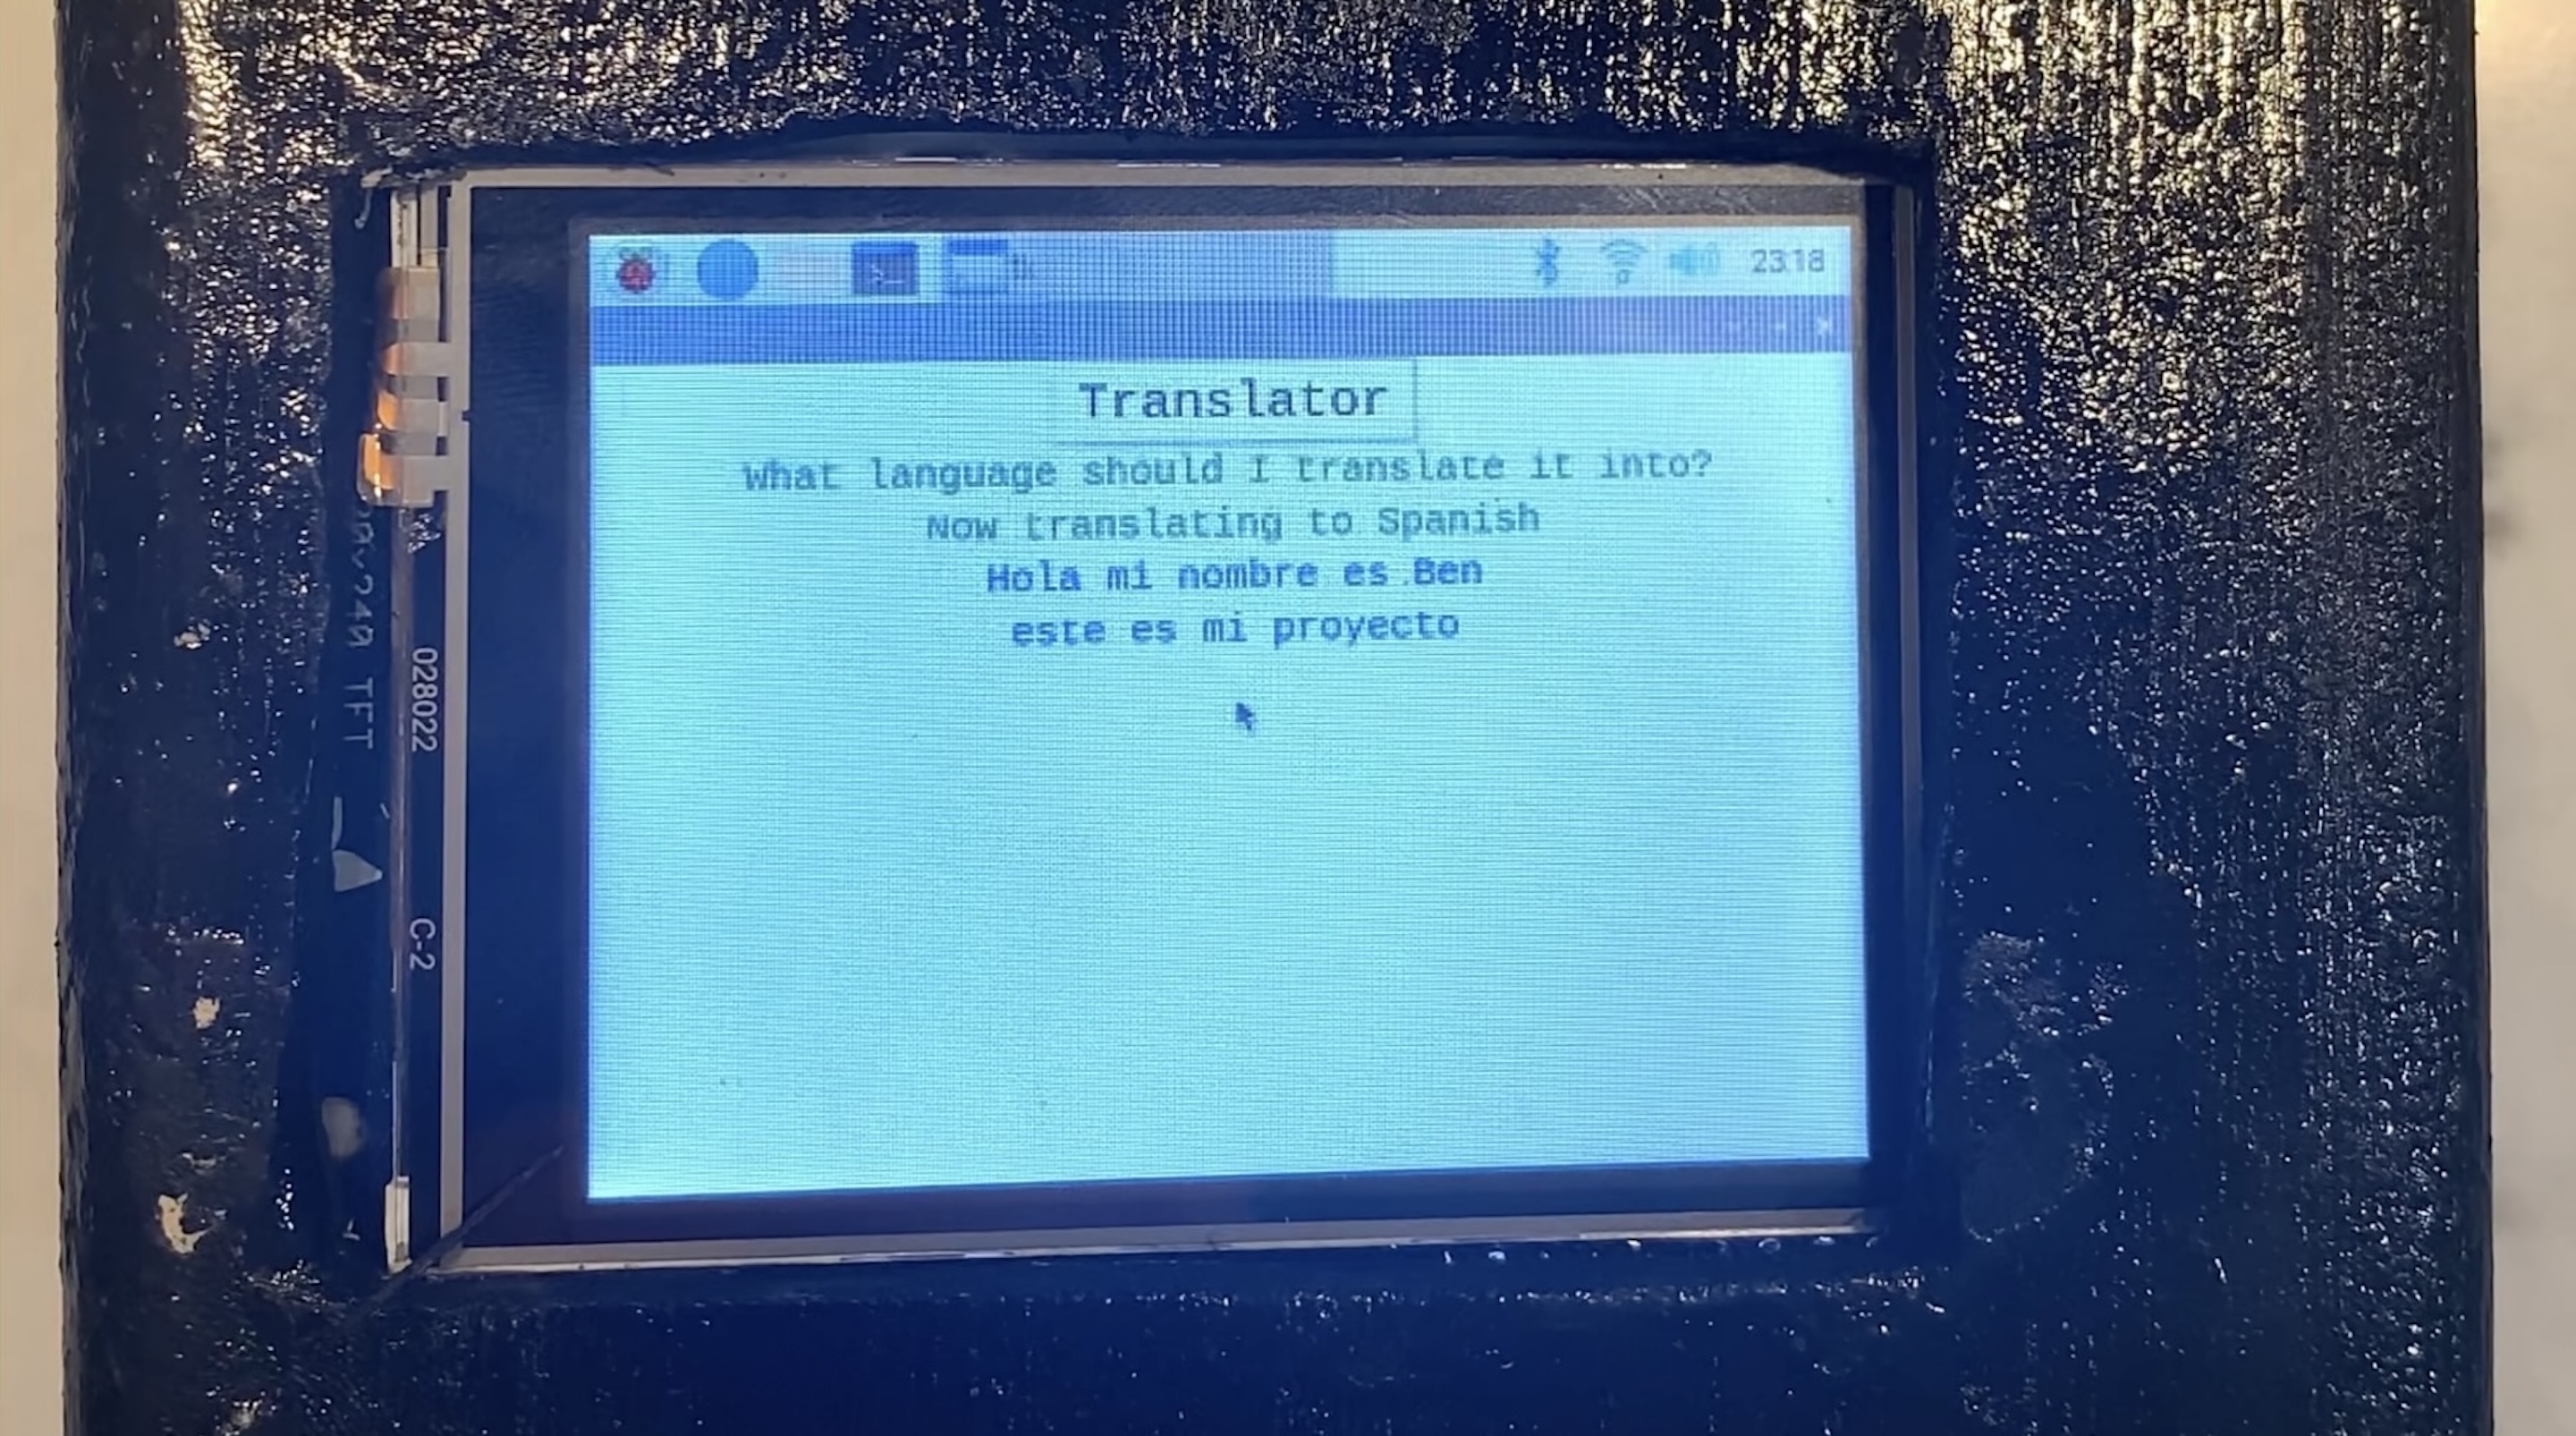 23:18
Translator
What language should I translate it into?
Now translating to Spanish
Hola mi nombre es Ben
este es mi proyecto
240 TFT
028022
C-2